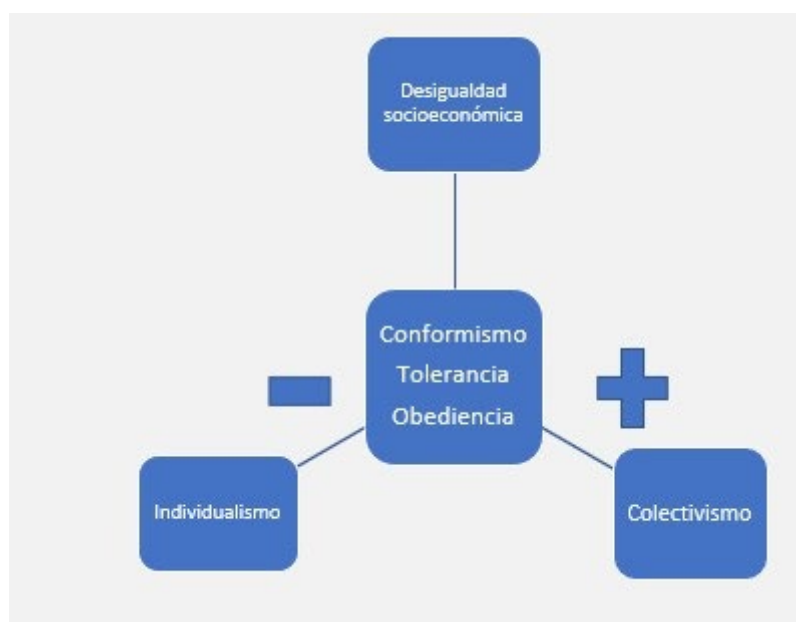 Desigualdad
socioeconómica
Conformismo
Tolerancia
Obediencia
Individualismo
Colectivismo